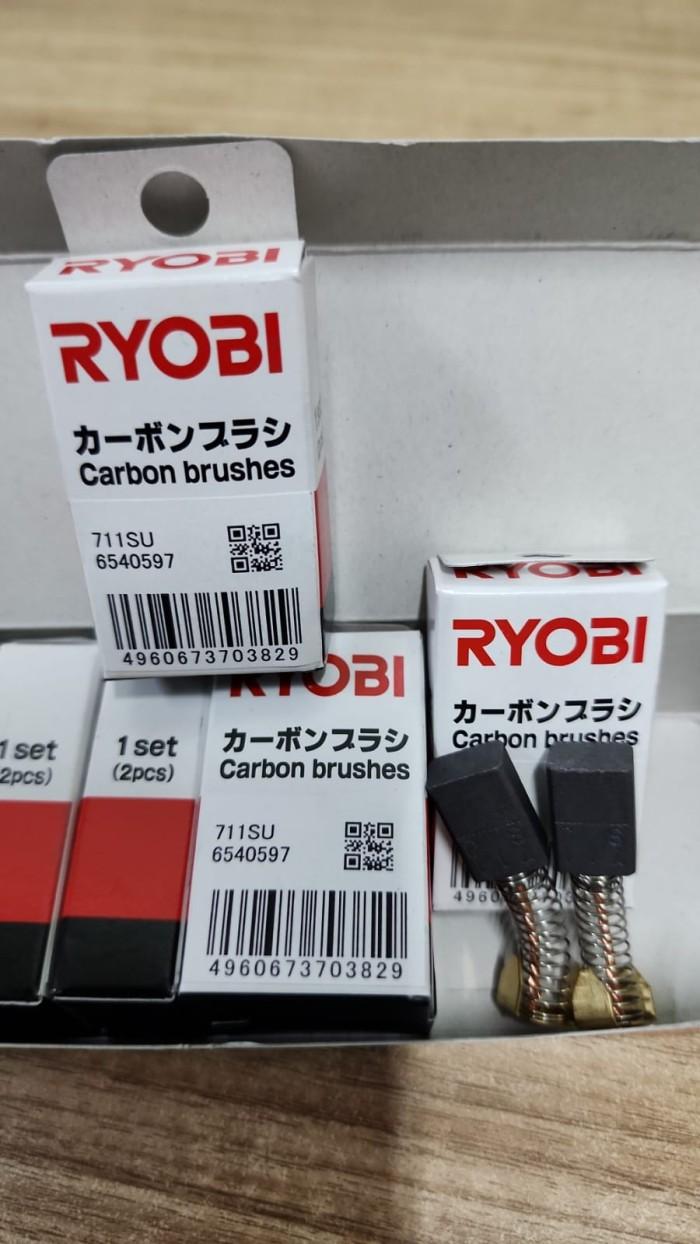 RYOBI
RYOBI
カーボンブラシ
Carbon brushes
711SU
6540597
4960673703829
1 set
(2pcs)
1 set
(2pcs)
RYOBI
カーボンブラシ
Carbon brushes
711SU
6540597
4960673703829
RYOBI
RYOBI
カーボンブラシ
Carbon brushes
4960